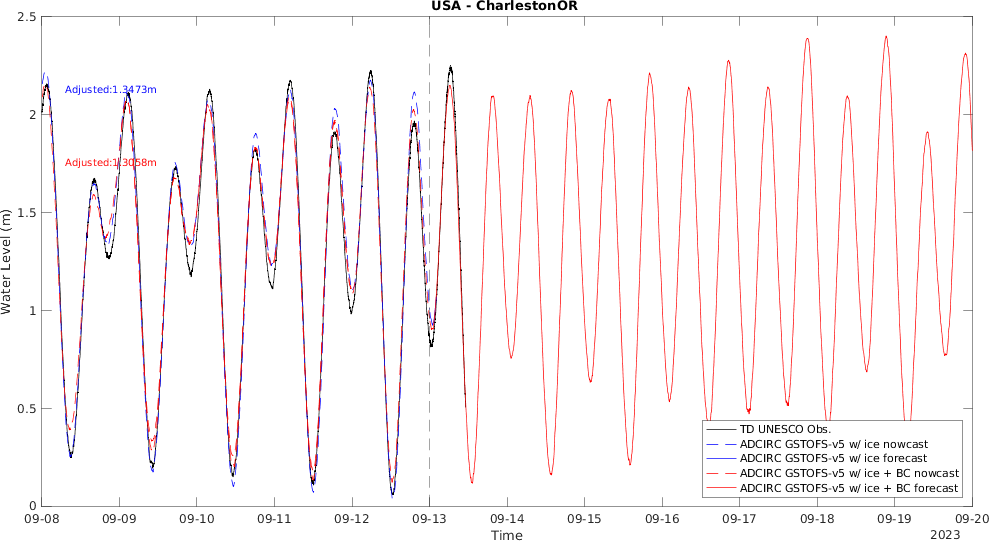 USA - CharlestonOR
2.5
2
1.5
1
0.5
0
Water Level (m)
Adjusted:1.3473m
Adjusted:1.3058m
TD UNESCO Obs.
ADCIRC GSTOFS-v5 w/ ice nowcast
ADCIRC GSTOFS-v5 w/ ice forecast
ADCIRC GSTOFS-v5 w/ ice + BC nowcast
ADCIRC GSTOFS-v5 w/ ice + BC forecast
09-08 09-09 09-10 09-11 09-12 09-13 09-14 09-15 09-16 09-17 09-18 09-19 09-20
Time
2023